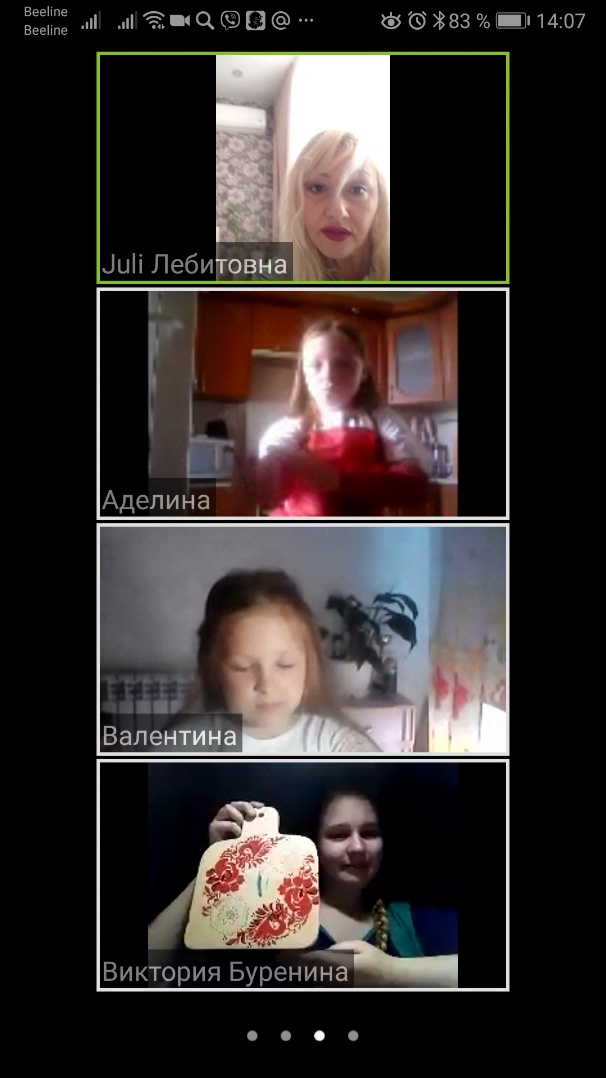 Beeline
Beeline
83 % 14:07
Juli Лебитовна
Аделина
Валентина
Виктория Буренина